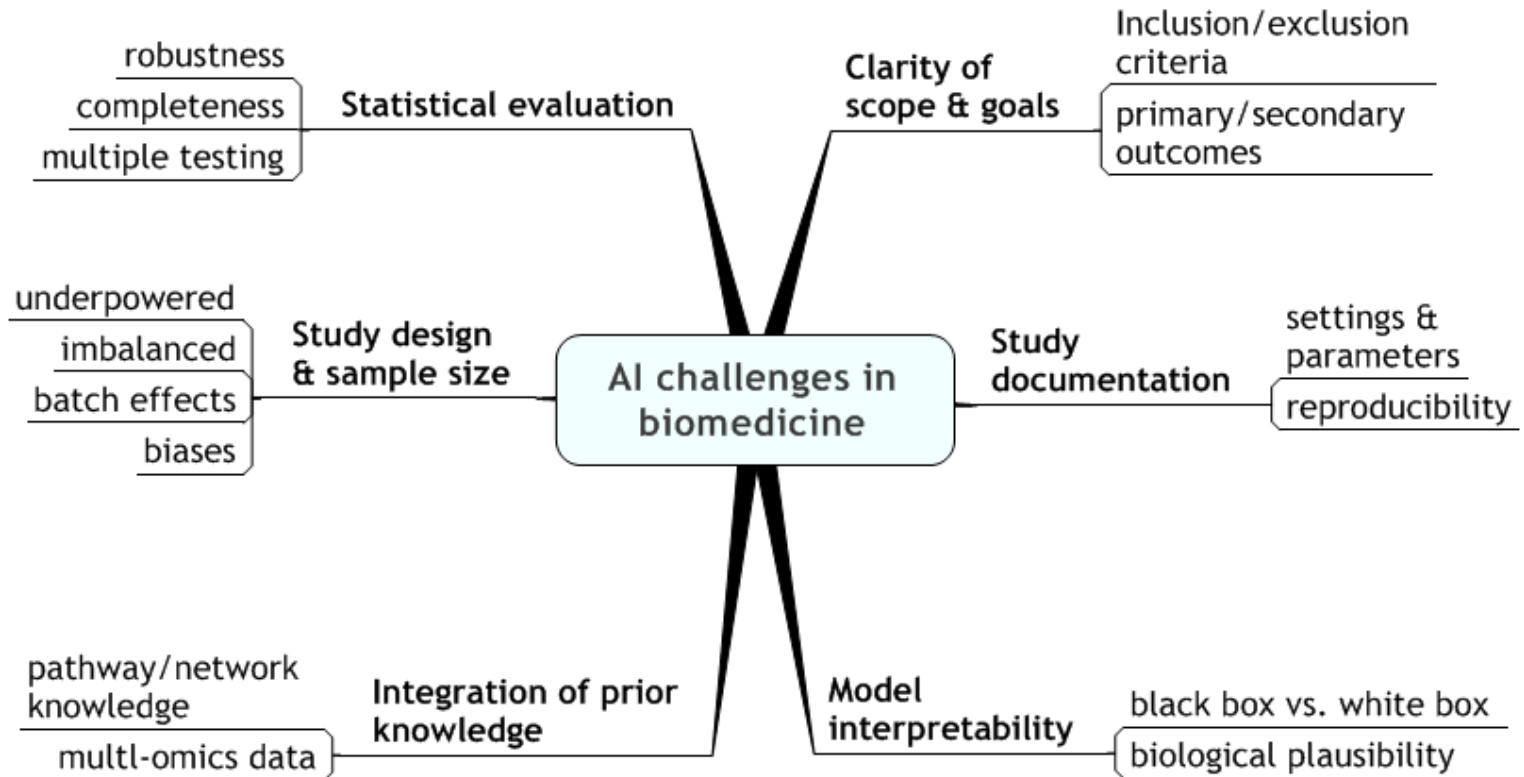 robustness
completeness
multiple testing
Statistical evaluation
Clarity of
scope & goals
Inclusion/exclusion
criteria
primary/secondary
outcomes
underpowered
imbalanced
batch effects
biases
Study design
& sample size
AI challenges in
biomedicine
Study
documentation
settings &
parameters
reproducibility
pathway/network
knowledge
multl-omics data
Integration of prior
knowledge
Model
interpretability
black box vs. white box
biological plausibility